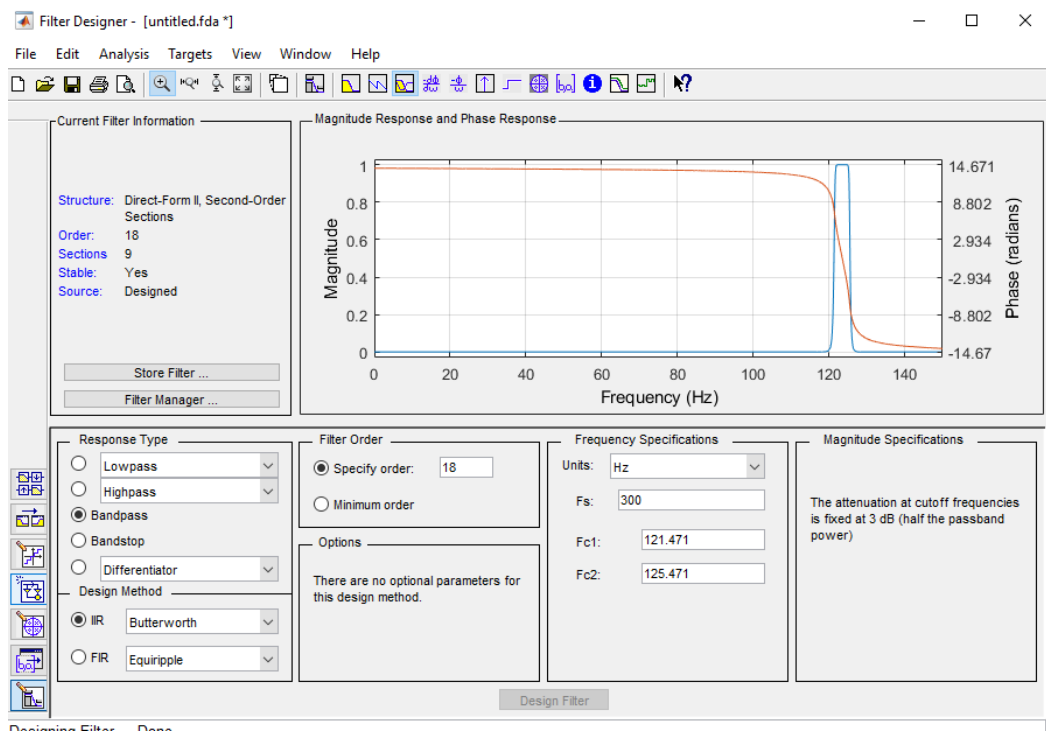 Filter Designer - [untitled.fda *]
File Edit Analysis Targets View Window Help
Current Filter Information
Structure: Direct-Form II, Second-Order
Sections
Order: 18
Sections 9
Stable: Yes
Source: Designed
Store Filter ...
Filter Manager ...
Magnitude Response and Phase Response
1
0.8
0.6
0.4
0.2
0
Magnitude
0 20 40 60 80 100 120 140
Frequency (Hz)
14.671
8.802
2.934
-2.934
-8.802
-14.67
Phase (radians)
Response Type
Lowpass
Highpass
Bandpass
Bandstop
Differentiator
Design Method
IIR Butterworth
FIR Equiripple
Filter Order
Specify order: 18
Minimum order
Options
There are no optional parameters for
this design method.
Frequency Specifications
Units: Hz
Fs: 300
Fc1: 121.471
Fc2: 125.471
Magnitude Specifications
The attenuation at cutoff frequencies
is fixed at 3 dB (half the passband
power)
Design Filter
Designing Filter ... Done